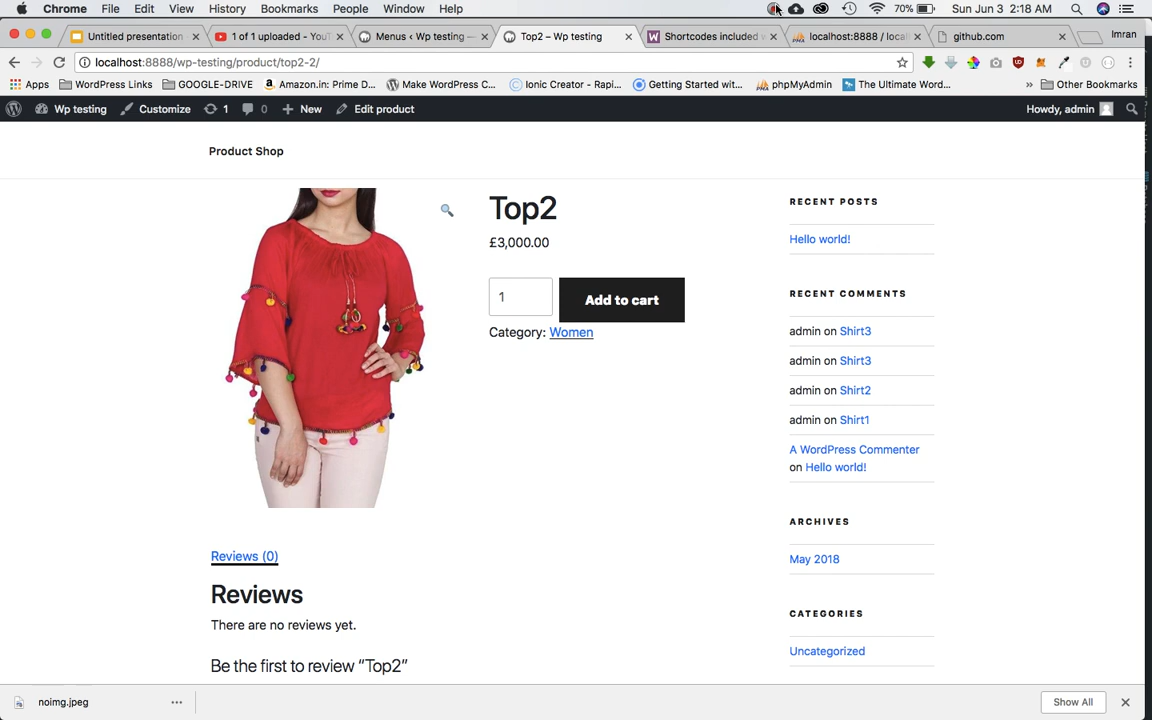 Chrome File Edit View History Bookmarks People Window Help 70% Sun Jun 3 2:18 AM
Untitled presentation 1 of 1 uploaded - YouT Menus ‹ Wp testing — Top2 – Wp testing Shortcodes included w localhost:8888 / local github.com Imran
localhost:8888/wp-testing/product/top2-2/
Apps WordPress Links GOOGLE-DRIVE Amazon.in: Prime D... Make WordPress C... Ionic Creator - Rapi... Getting Started wit... phpMyAdmin The Ultimate Wor... » Other Bookmarks
Wp testing Customize 1 0 New Edit product Howdy, admin
Product Shop
Top2
£3,000.00
1 Add to cart
Category: Women
Reviews (0)
Reviews
There are no reviews yet.
Be the first to review “Top2”
RECENT POSTS
Hello world!
RECENT COMMENTS
admin on Shirt3
admin on Shirt3
admin on Shirt2
admin on Shirt1
A WordPress Commenter
on Hello world!
ARCHIVES
May 2018
CATEGORIES
Uncategorized
noimg.jpeg Show All